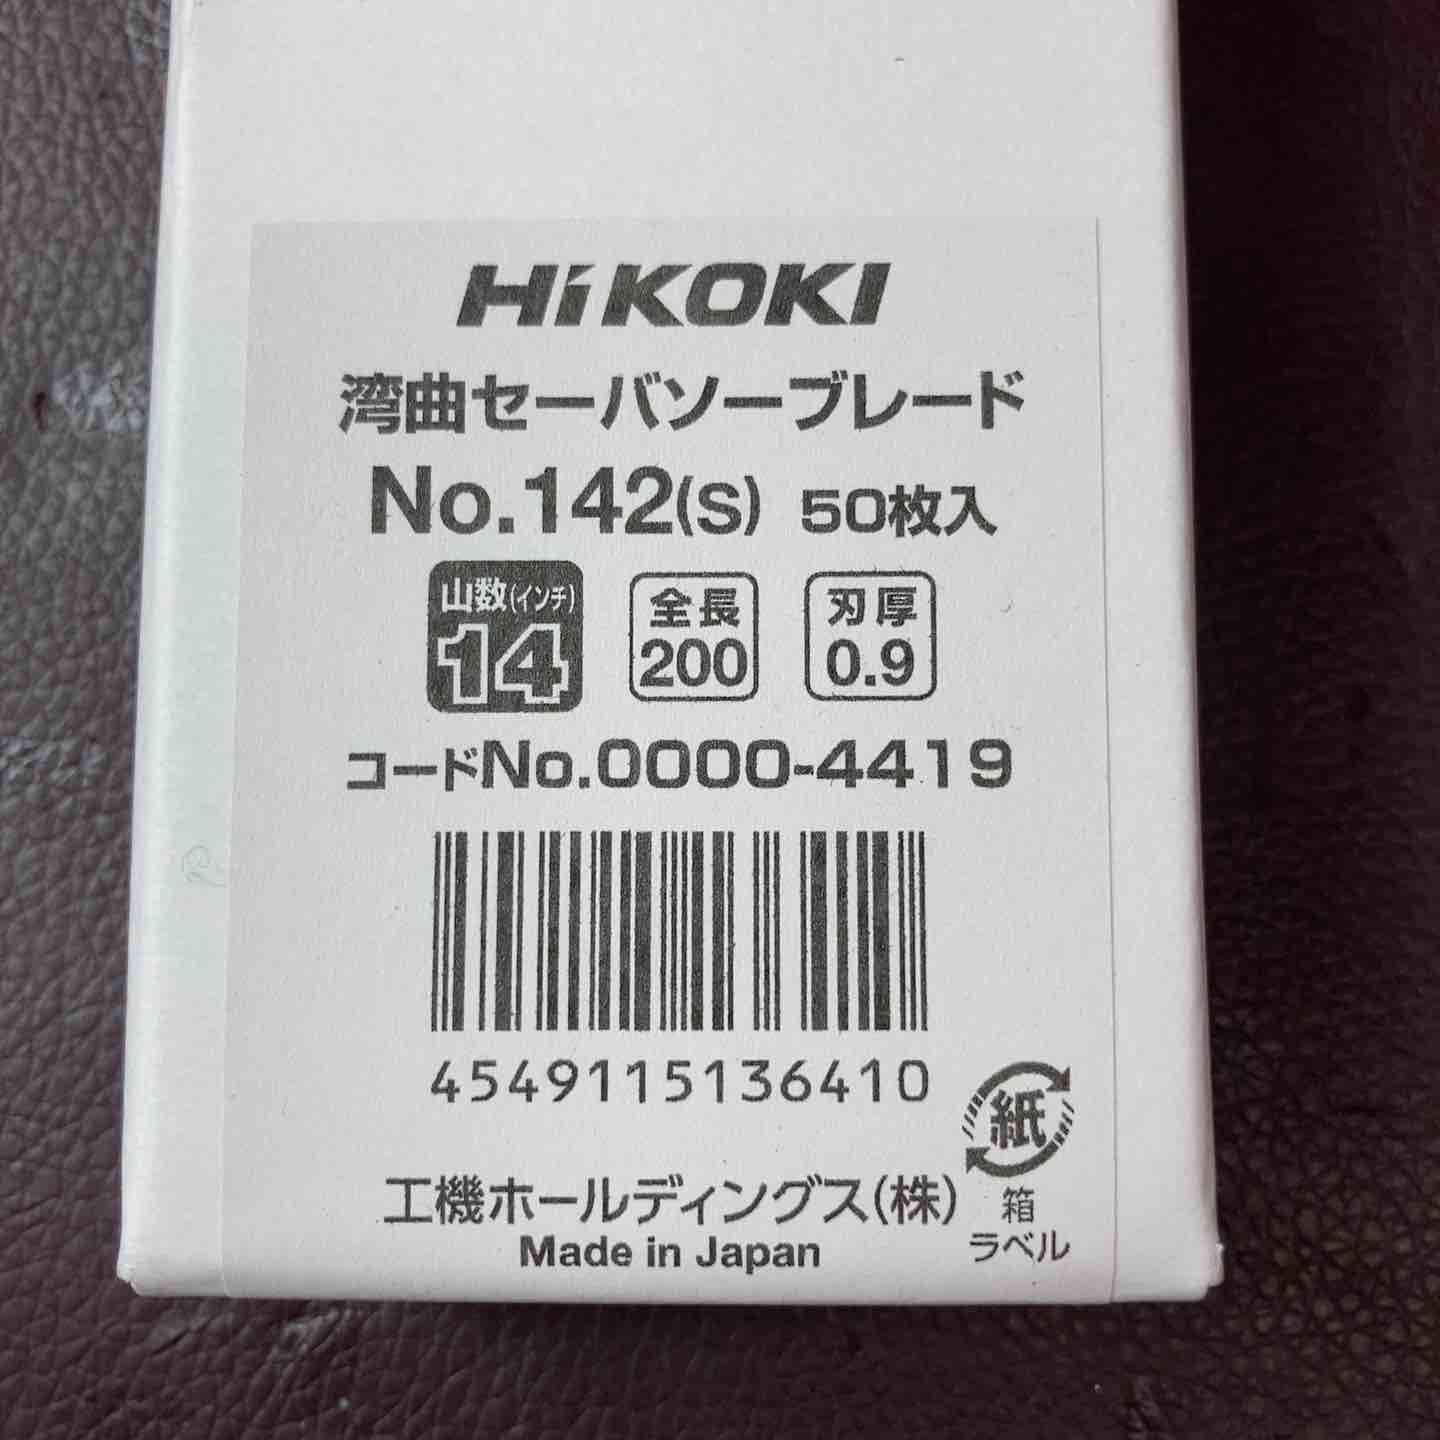 HiKOKI
湾曲セーバソーブレード
No.142(S) 50枚入
山数(インチ) 全長 刃厚
14 200 0.9
コードNo.0000-4419
4549115136410
紙
工機ホールディングス(株) 箱
Made in Japan ラベル